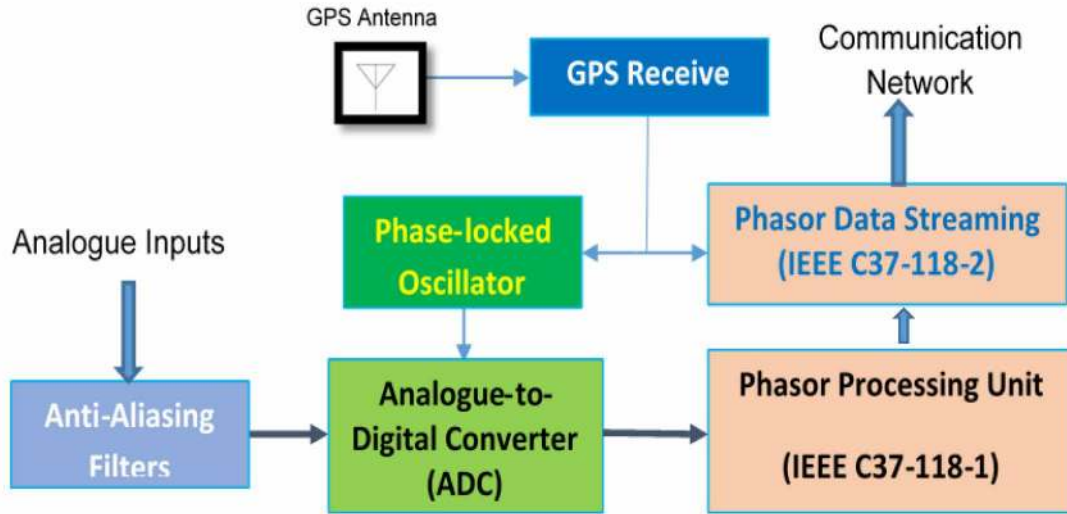 GPS Antenna
GPS Receive
Communication
Network
Phase-locked
Oscillator
Phasor Data Streaming
(IEEE C37-118-2)
Analogue Inputs
Anti-Aliasing
Filters
Analogue-to-
Digital Converter
(ADC)
Phasor Processing Unit
(IEEE C37-118-1)